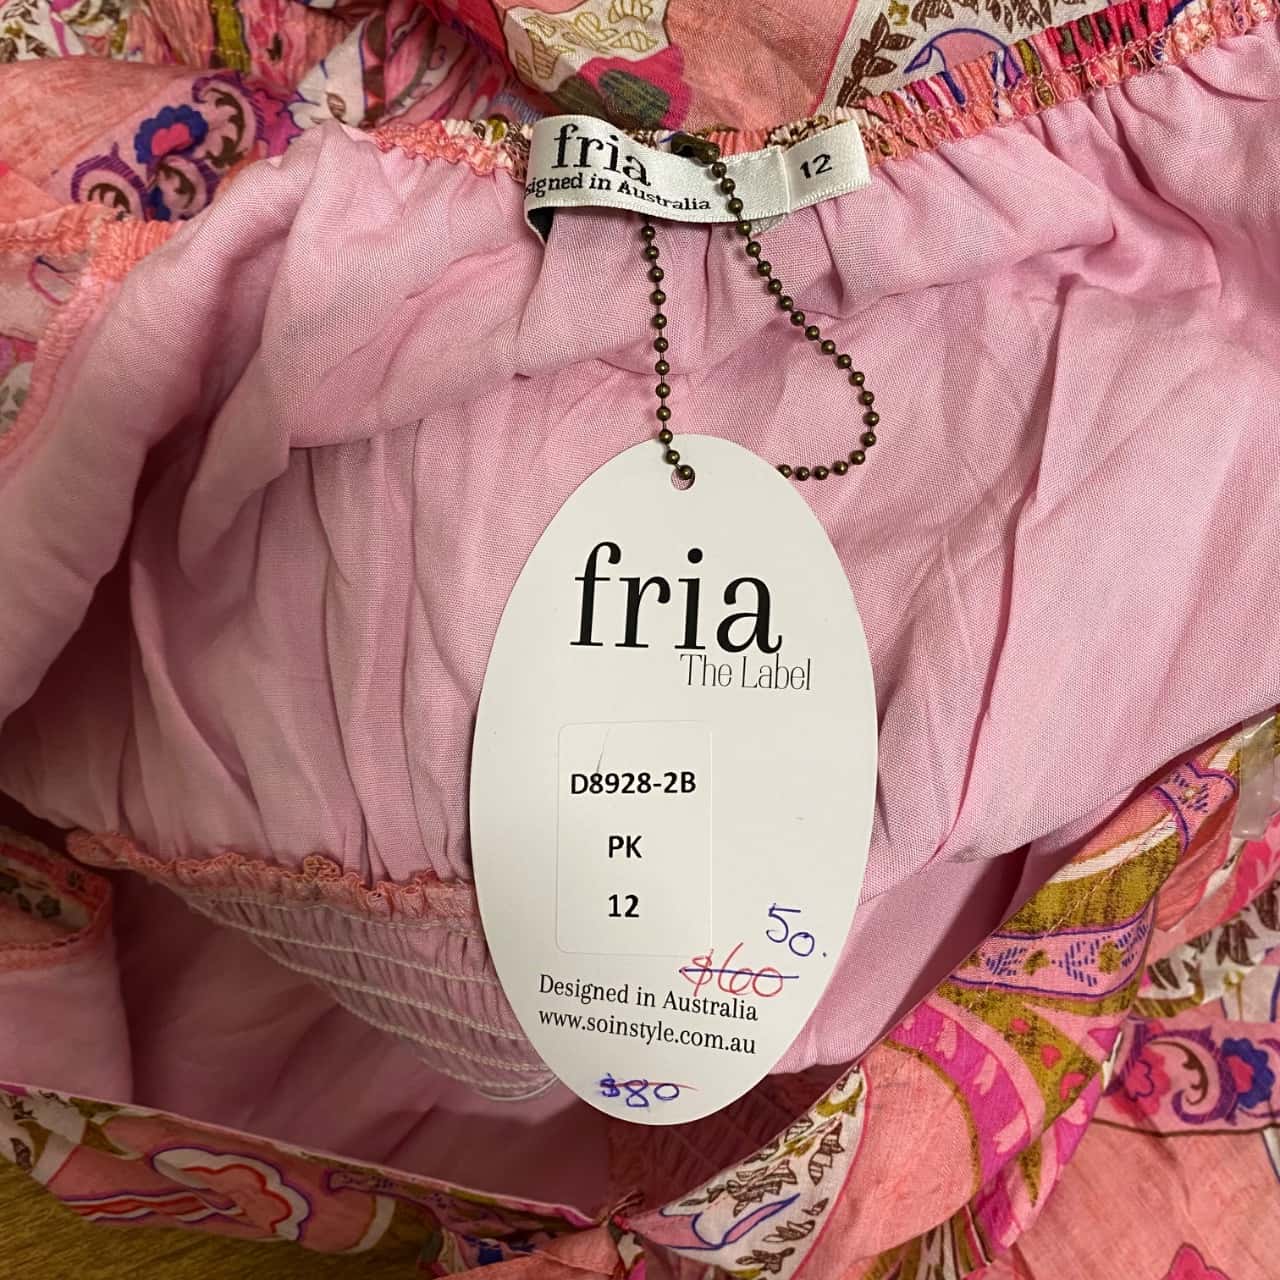 fria
signed in Australia
12
fria
The Label
D8928-2B
PK
12
50.
$60
Designed in Australia
www.soinstyle.com.au
$80